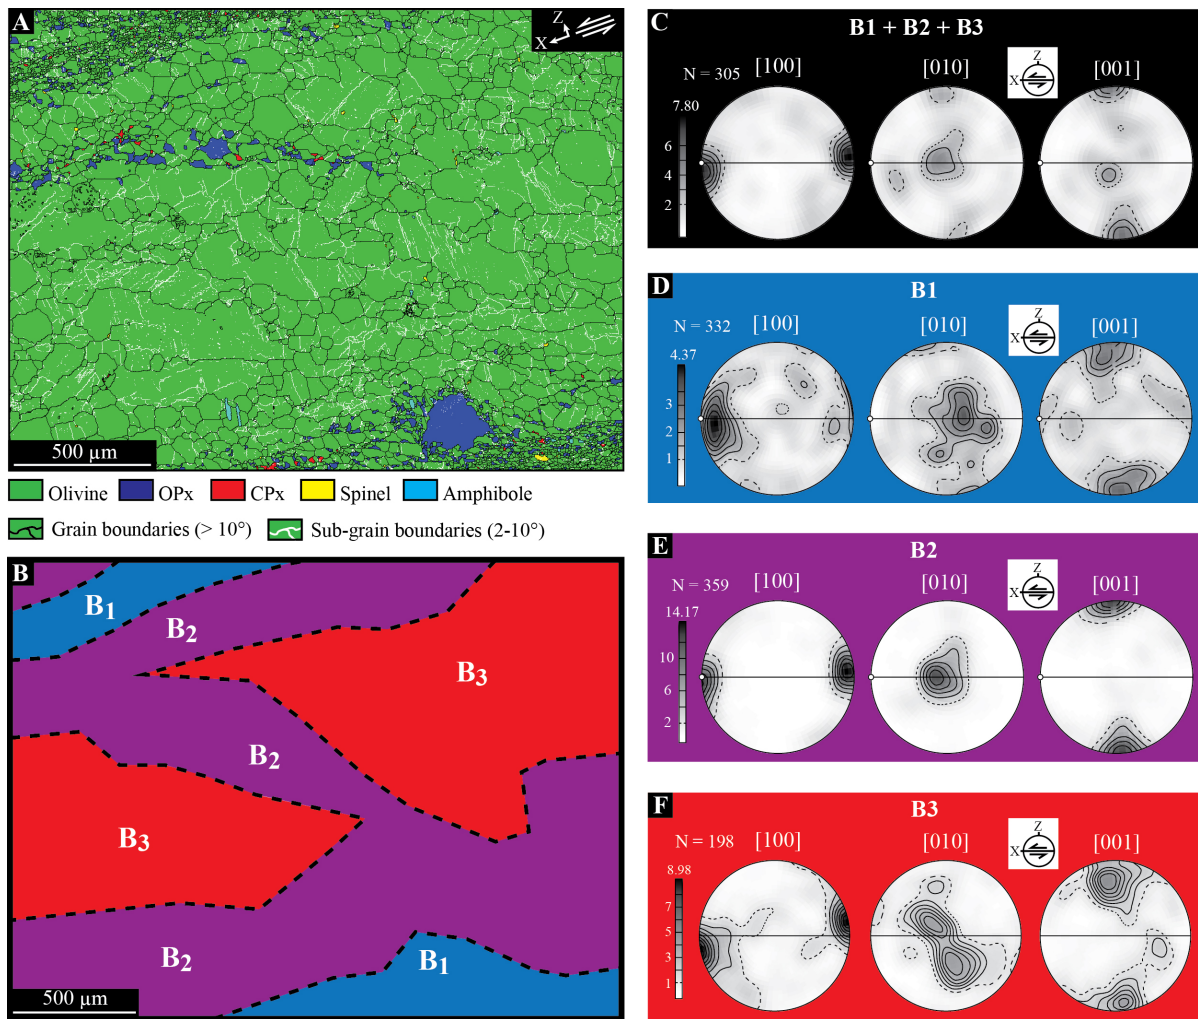 A
Z
X
500 µm
Olivine
OPx
CPx
Spinel
Amphibole
Grain boundaries (> 10°)
Sub-grain boundaries (2-10°)
B
B1
B2
B3
B2
B3
B2
B1
500 µm
C
B1 + B2 + B3
N = 305
[100]
[010]
[001]
Z
X
7.80
6
4
2
D
B1
N = 332
[100]
[010]
[001]
Z
X
4.37
3
2
1
E
B2
N = 359
[100]
[010]
[001]
Z
X
14.17
10
6
2
F
B3
N = 198
[100]
[010]
[001]
Z
X
8.98
7
5
3
1